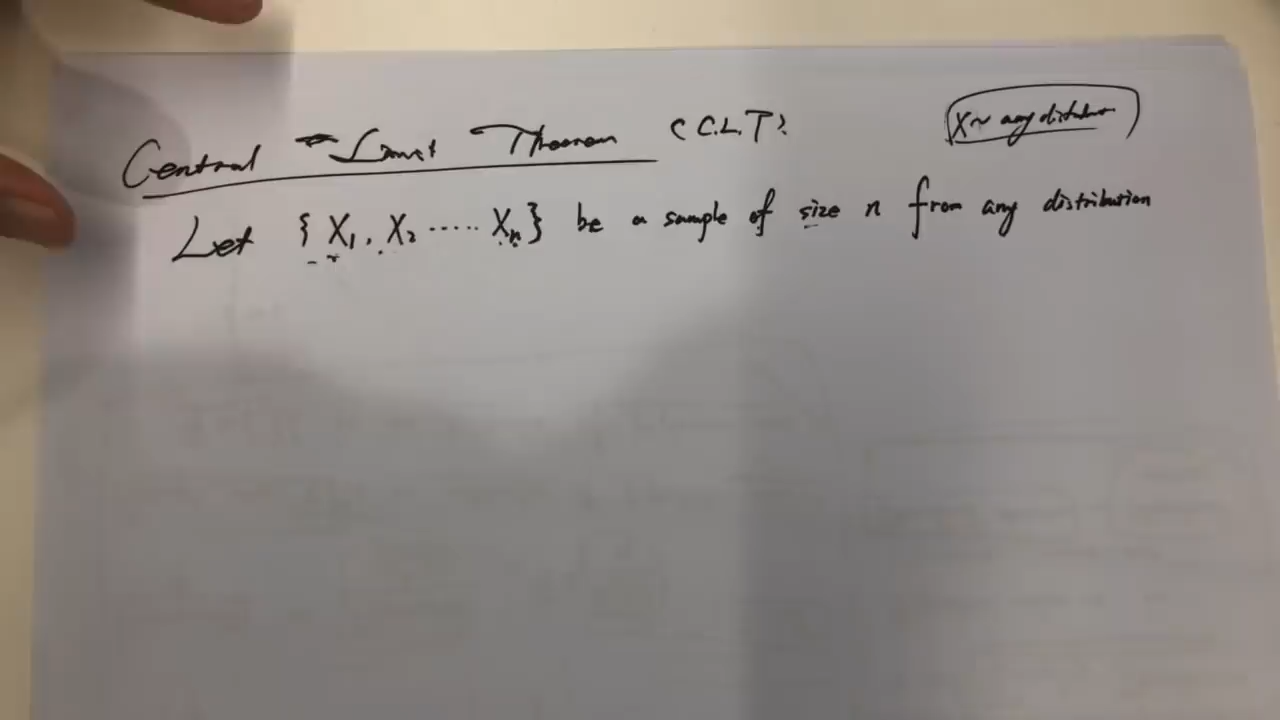 Central Limit Theorem (C.L.T)
X ~ any distribution
Let { X₁, X₂ ..... Xₙ } be a sample of size n from any distribution